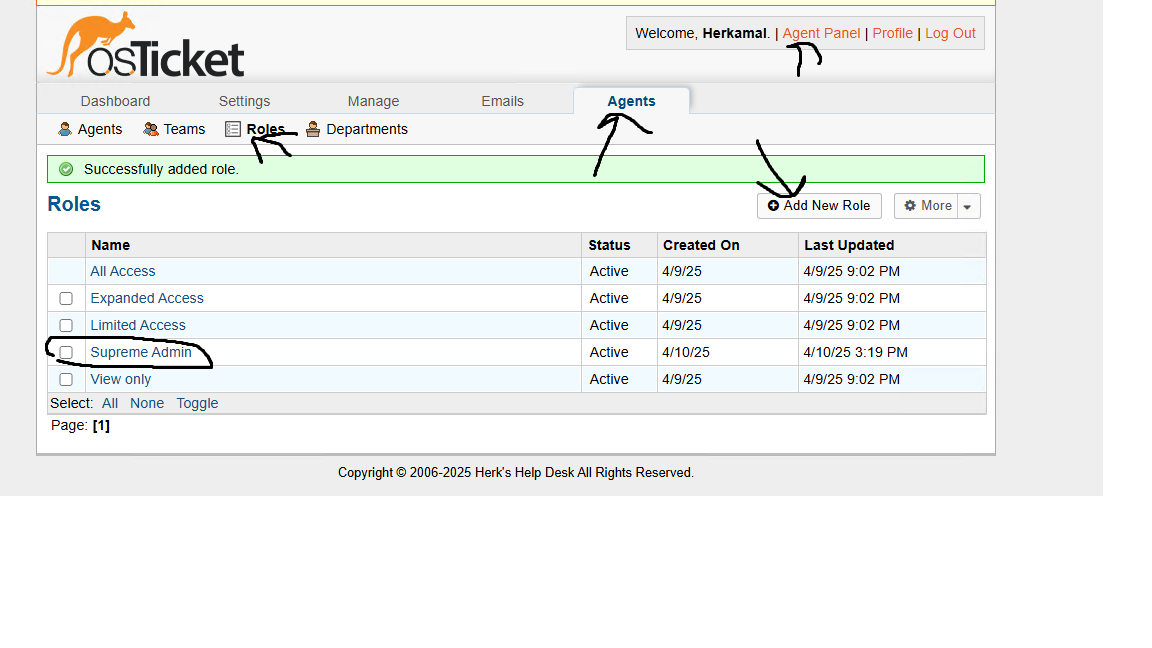 osTicket
Welcome, Herkamal. | Agent Panel | Profile | Log Out
Dashboard Settings Manage Emails Agents
Agents Teams Roles Departments
Successfully added role.
Roles
Add New Role More
Name Status Created On Last Updated
All Access Active 4/9/25 4/9/25 9:02 PM
Expanded Access Active 4/9/25 4/9/25 9:02 PM
Limited Access Active 4/9/25 4/9/25 9:02 PM
Supreme Admin Active 4/10/25 4/10/25 3:19 PM
View only Active 4/9/25 4/9/25 9:02 PM
Select: All None Toggle
Page: [1]
Copyright © 2006-2025 Herk's Help Desk All Rights Reserved.